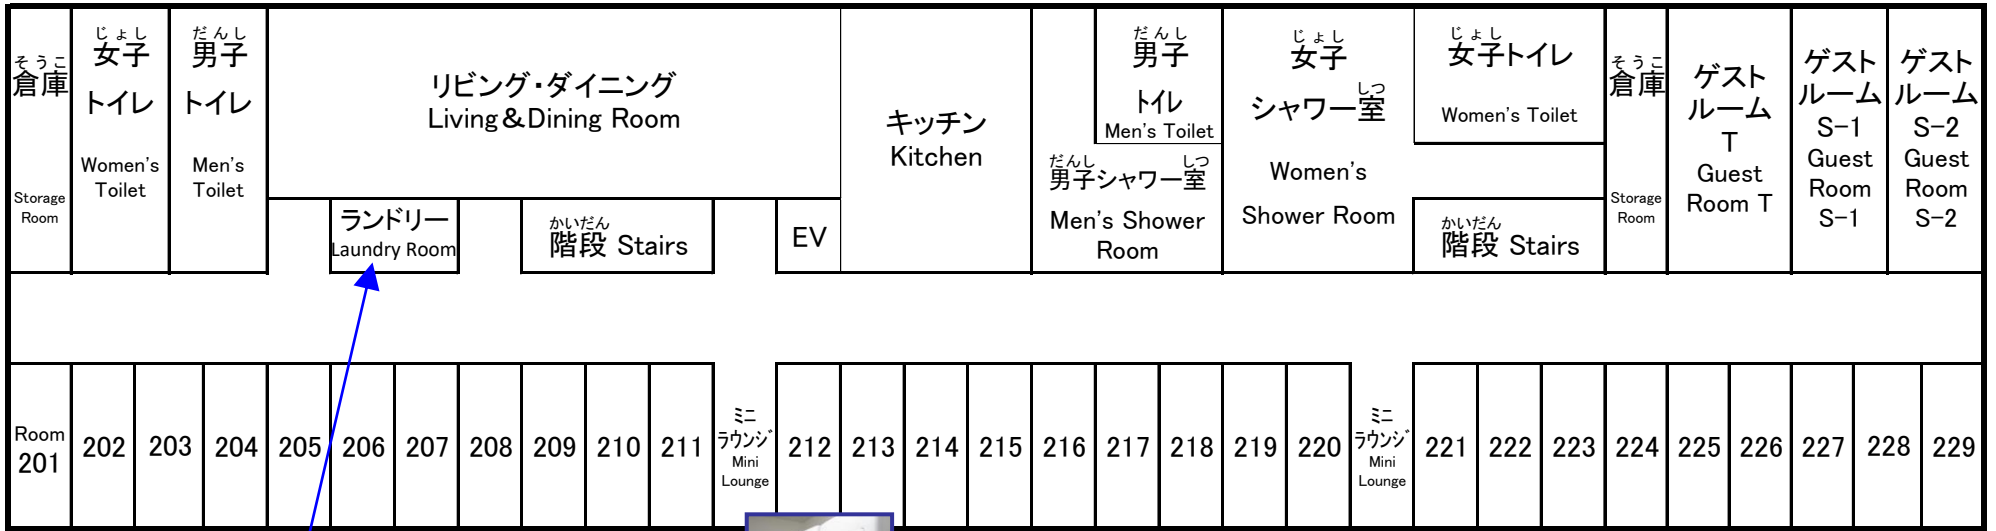 そうこ
倉庫
Storage
Room
じょし
女子
トイレ
Women's
Toilet
だんし
男子
トイレ
Men's
Toilet
リビング・ダイニング
Living＆Dining Room
ランドリー
Laundry Room
かいだん
階段 Stairs
EV
キッチン
Kitchen
だんし
男子
トイレ
Men's Toilet
だんし しつ
男子シャワー室
Men's Shower
Room
じょし
女子
しつ
シャワー室
Women's
Shower Room
じょし
女子トイレ
Women's Toilet
かいだん
階段 Stairs
そうこ
倉庫
Storage
Room
ゲスト
ルーム
T
Guest
Room T
ゲスト
ルーム
S-1
Guest
Room
S-1
ゲスト
ルーム
S-2
Guest
Room
S-2
Room
201
202
203
204
205
206
207
208
209
210
211
ミニ
ラウンジ
Mini
Lounge
212
213
214
215
216
217
218
219
220
ミニ
ラウンジ
Mini
Lounge
221
222
223
224
225
226
227
228
229